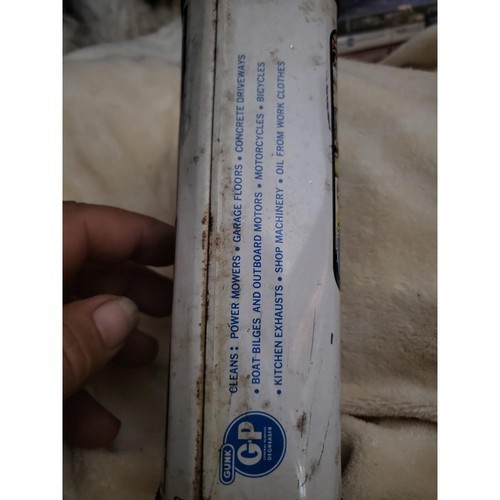 GUNK
GP
DEGREASER
CLEANS: POWER MOWERS • GARAGE FLOORS • CONCRETE DRIVEWAYS
• BOAT BILGES AND OUTBOARD MOTORS • MOTORCYCLES • BICYCLES
• KITCHEN EXHAUSTS • SHOP MACHINERY • OIL FROM WORK CLOTHES